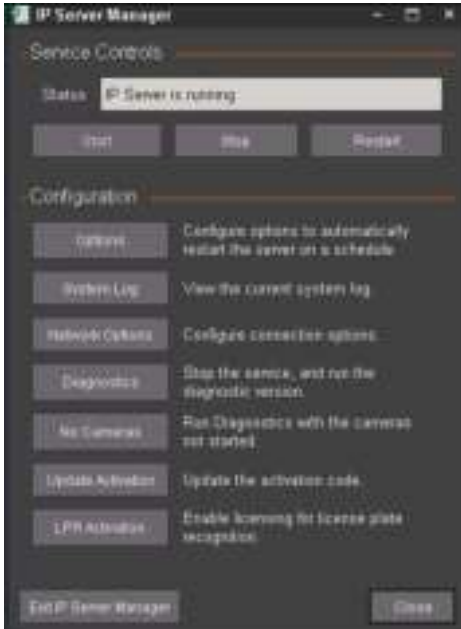 IP Server Manager
Service Controls
Status IP Server is running
Start Stop Restart
Configuration
Options Configure options to automatically
restart the server on a schedule.
System Log View the current system log.
Network Options Configure connection options.
Diagnostics Stop the service, and run the
diagnostic version.
No Cameras Run Diagnostics with the cameras
not started.
Update Activation Update the activation code.
LPR Activation Enable licensing for license plate
recognition.
Exit IP Server Manager Close